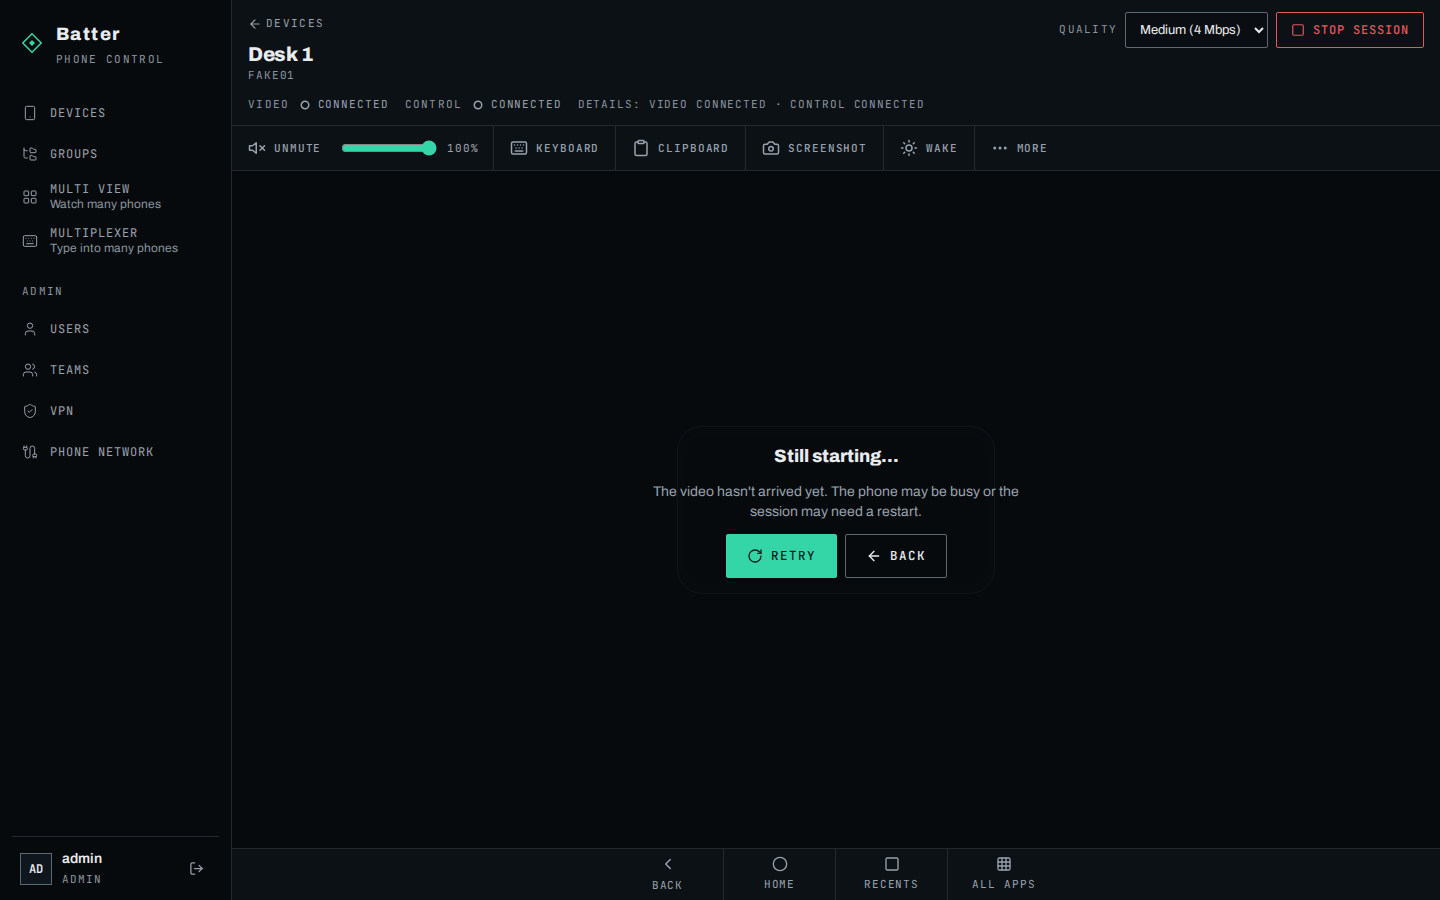 Batter
PHONE CONTROL
DEVICES
GROUPS
MULTI VIEW
Watch many phones
MULTIPLEXER
Type into many phones
ADMIN
USERS
TEAMS
VPN
PHONE NETWORK
AD
admin
ADMIN
DEVICES
Desk 1
FAKE01
QUALITY Medium (4 Mbps) STOP SESSION
VIDEO CONNECTED CONTROL CONNECTED DETAILS: VIDEO CONNECTED · CONTROL CONNECTED
UNMUTE 100% KEYBOARD CLIPBOARD SCREENSHOT WAKE MORE
Still starting...
The video hasn't arrived yet. The phone may be busy or the
session may need a restart.
RETRY BACK
BACK HOME RECENTS ALL APPS